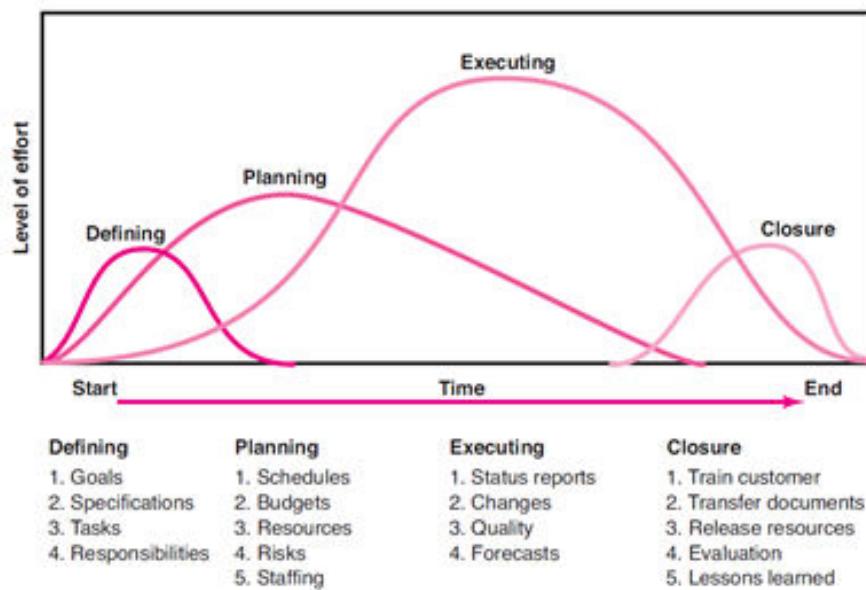 Executing
Planning
Defining
Closure
Level of effort
Start
Time
End
Defining
1. Goals
2. Specifications
3. Tasks
4. Responsibilities
Planning
1. Schedules
2. Budgets
3. Resources
4. Risks
5. Staffing
Executing
1. Status reports
2. Changes
3. Quality
4. Forecasts
Closure
1. Train customer
2. Transfer documents
3. Release resources
4. Evaluation
5. Lessons learned